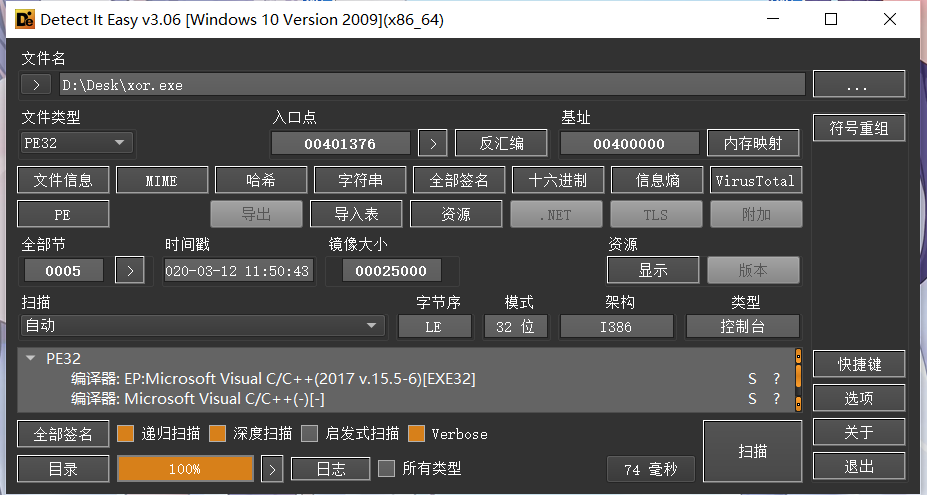 Detect It Easy v3.06 [Windows 10 Version 2009](x86_64)
文件名
> D:\Desk\xor.exe ...
文件类型 入口点 基址
PE32 00401376 > 反汇编 00400000 内存映射 符号重组
文件信息 MIME 哈希 字符串 全部签名 十六进制 信息熵 VirusTotal
PE 导出 导入表 资源 .NET TLS 附加
全部节 时间戳 镜像大小 资源
0005 > 020-03-12 11:50:43 00025000 显示 版本
扫描 字节序 模式 架构 类型
自动 LE 32 位 I386 控制台
PE32
编译器: EP:Microsoft Visual C/C++(2017 v.15.5-6)[EXE32] S ?
编译器: Microsoft Visual C/C++(-)[-] S ?
快捷键
选项
全部签名 递归扫描 深度扫描 启发式扫描 Verbose 扫描 关于
目录 100% > 日志 所有类型 74 毫秒 退出